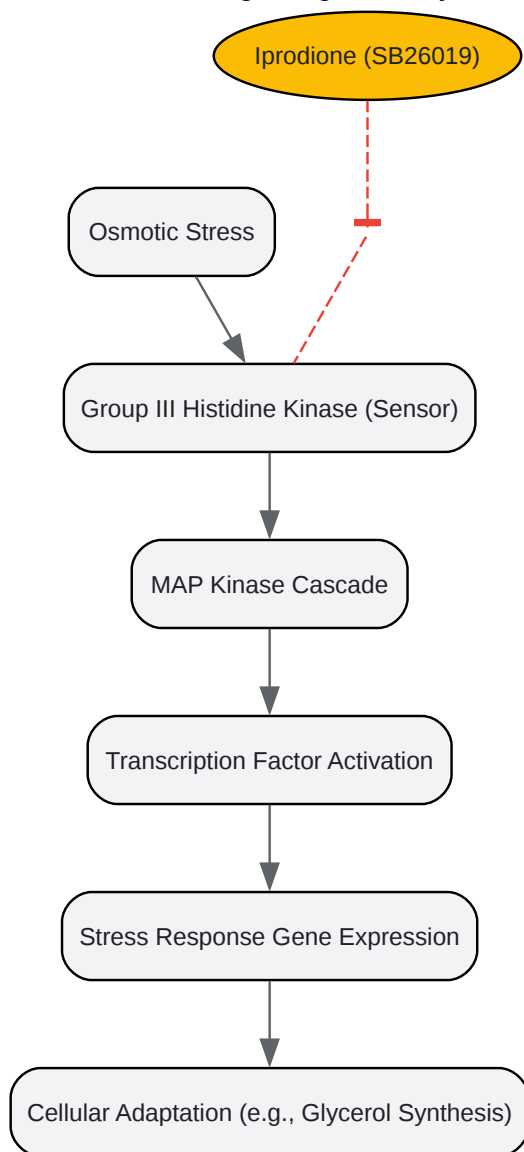 Iprodione (SB26019)
Osmotic Stress
Group III Histidine Kinase (Sensor)
MAP Kinase Cascade
Transcription Factor Activation
Stress Response Gene Expression
Cellular Adaptation (e.g., Glycerol Synthesis)